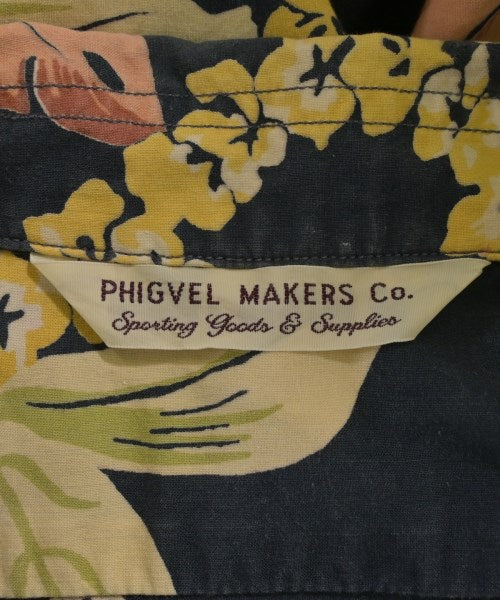 PHIGVEL MAKERS Co.
Sporting Goods & Supplies